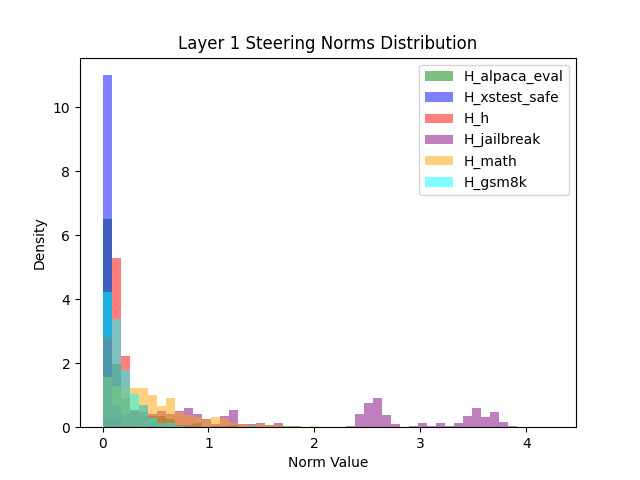 Layer 1 Steering Norms Distribution
H_alpaca_eval
H_xstest_safe
H_h
H_jailbreak
H_math
H_gsm8k
Density
10
8
6
4
2
0
0 1 2 3 4
Norm Value